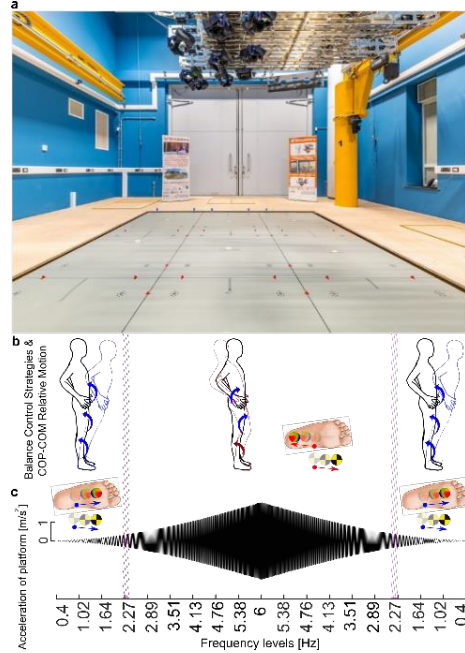 a
b
Balance Control Strategies &
COP-COM Relative Motion
c
Acceleration of platform [m/s²]
0 1
0.4 1.02 1.64 2.27 2.89 3.51 4.13 4.76 5.38 6 5.38 4.76 4.13 3.51 2.89 2.27 1.64 1.02 0.4
Frequency levels [Hz]